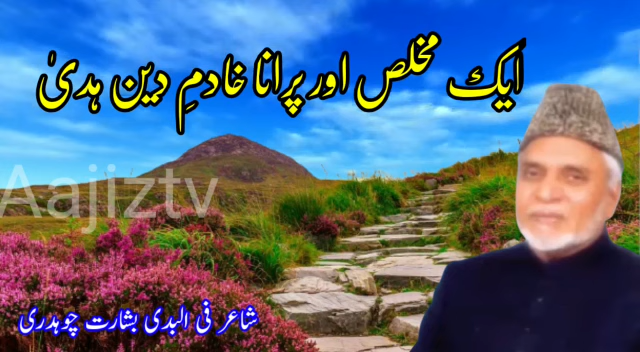 ایک مخلص اور پرانا خادمِ دین ہدیٰ
Aajiztv
شاعر فی البدی بشارت چوہدری